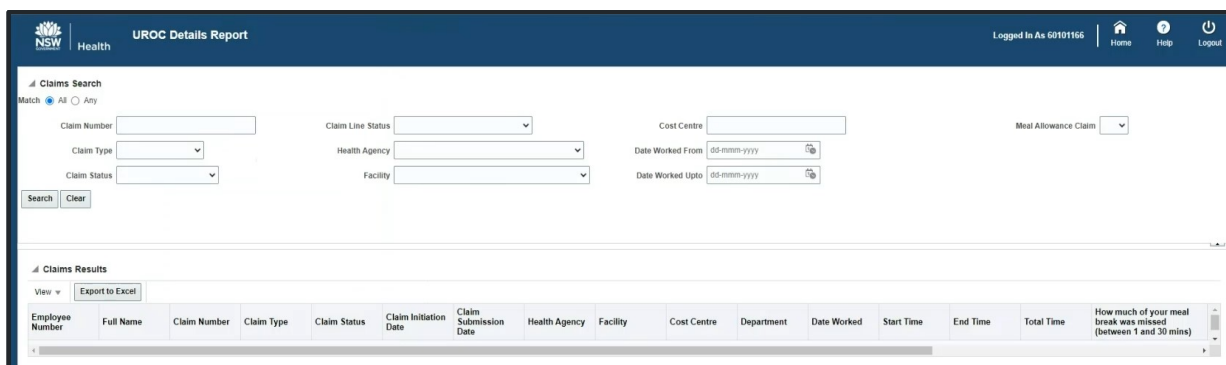 NSW
GOVERNMENT
Health
UROC Details Report
Logged In As 60101166
Home
Help
Logout
Claims Search
Match All Any
Claim Number
Claim Line Status
Cost Centre
Meal Allowance Claim
Claim Type
Health Agency
Date Worked From dd-mmm-yyyy
Claim Status
Facility
Date Worked Upto dd-mmm-yyyy
Search Clear
Claims Results
View Export to Excel
Employee Number
Full Name
Claim Number
Claim Type
Claim Status
Claim Initiation Date
Claim Submission Date
Health Agency
Facility
Cost Centre
Department
Date Worked
Start Time
End Time
Total Time
How much of your meal break was missed (between 1 and 30 mins)